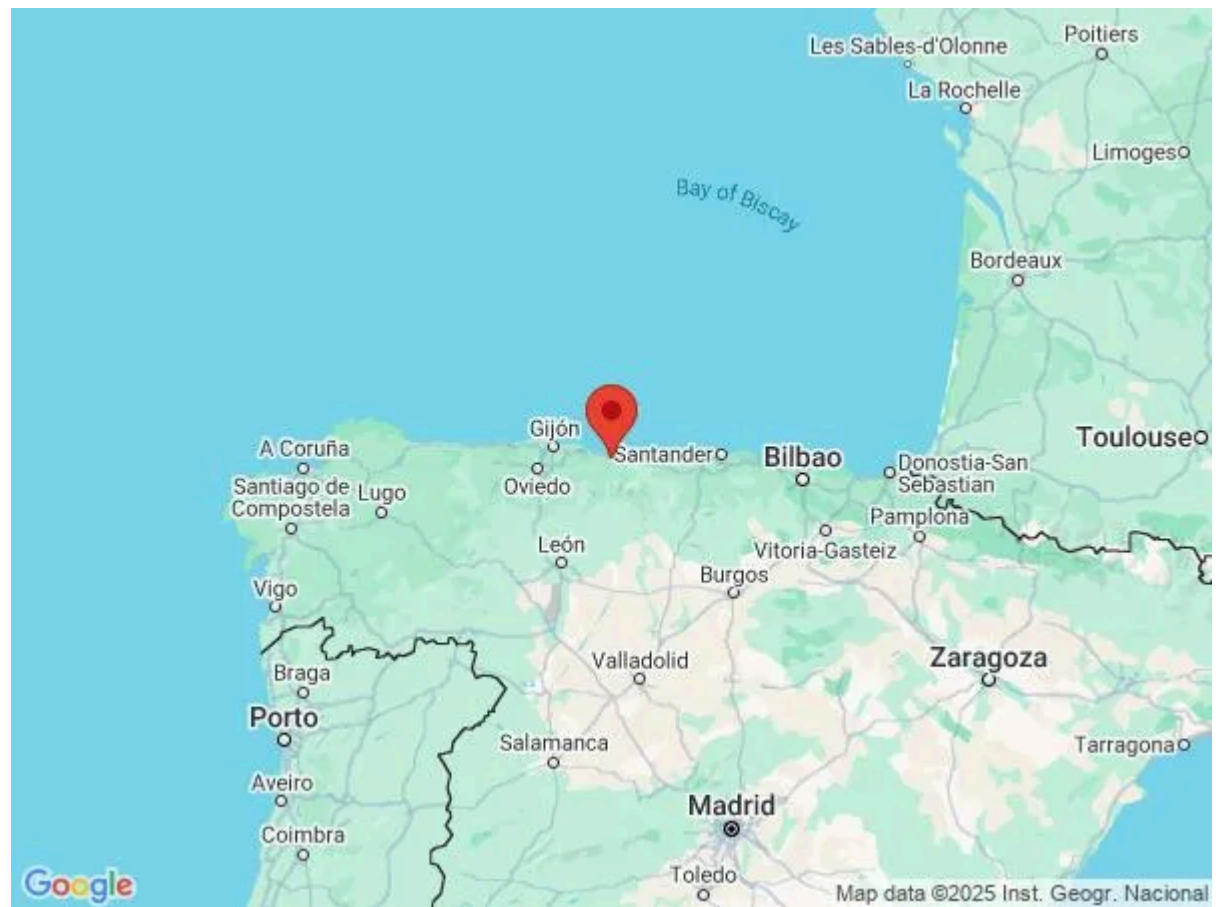 Poitiers
Les Sables-d'Olonne
La Rochelle
Limoges
Bay of Biscay
Bordeaux
Gijón
A Coruña
Santander
Bilbao
Toulouse
Donostia-San
Sebastian
Oviedo
Santiago de
Compostela
Lugo
Pamplona
León
Vitoria-Gasteiz
Burgos
Vigo
Valladolid
Zaragoza
Braga
Porto
Salamanca
Tarragona
Aveiro
Madrid
Coimbra
Toledo
Google
Map data ©2025 Inst. Geogr. Nacional